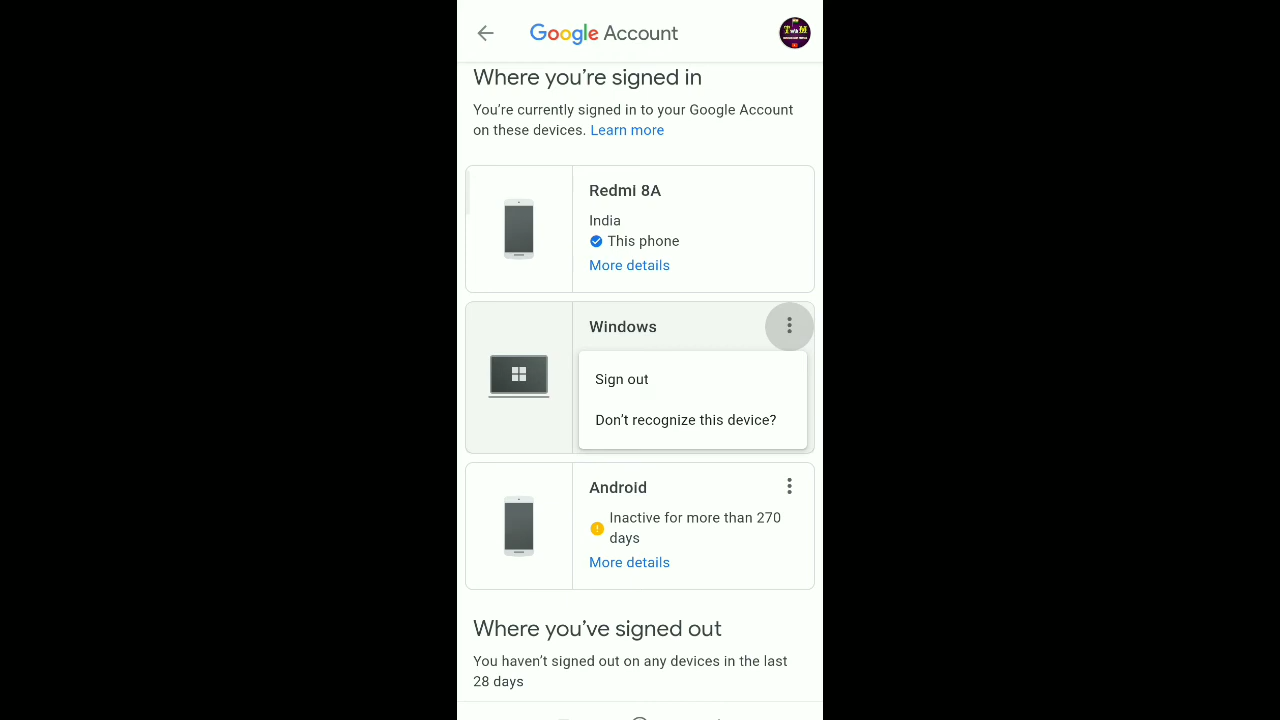 Google Account
Where you're signed in
You're currently signed in to your Google Account
on these devices. Learn more
Redmi 8A
India
This phone
More details
Windows
Sign out
Don't recognize this device?
Android
Inactive for more than 270
days
More details
Where you've signed out
You haven't signed out on any devices in the last
28 days